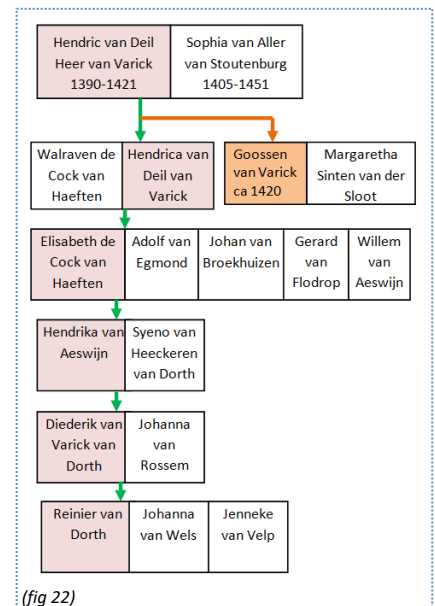 Hendric van Deil
Heer van Varick
1390-1421
Sophia van Aller
van Stoutenburg
1405-1451
Walraven de
Cock van
Haeften
Hendrica van
Deil van
Varick
Goossen
van Varick
ca 1420
Margaretha
Sinten van der
Sloot
Elisabeth de
Cock van
Haeften
Adolf van
Egmond
Johan van
Broekhuizen
Gerard
van
Flodrop
Willem
van
Aeswijn
Hendrika van
Aeswijn
Syeno van
Heeckeren
van Dorth
Diederik van
Varick van
Dorth
Johanna
van
Rossem
Reinier van
Dorth
Johanna
van Wels
Jenneke
van Velp
(fig 22)